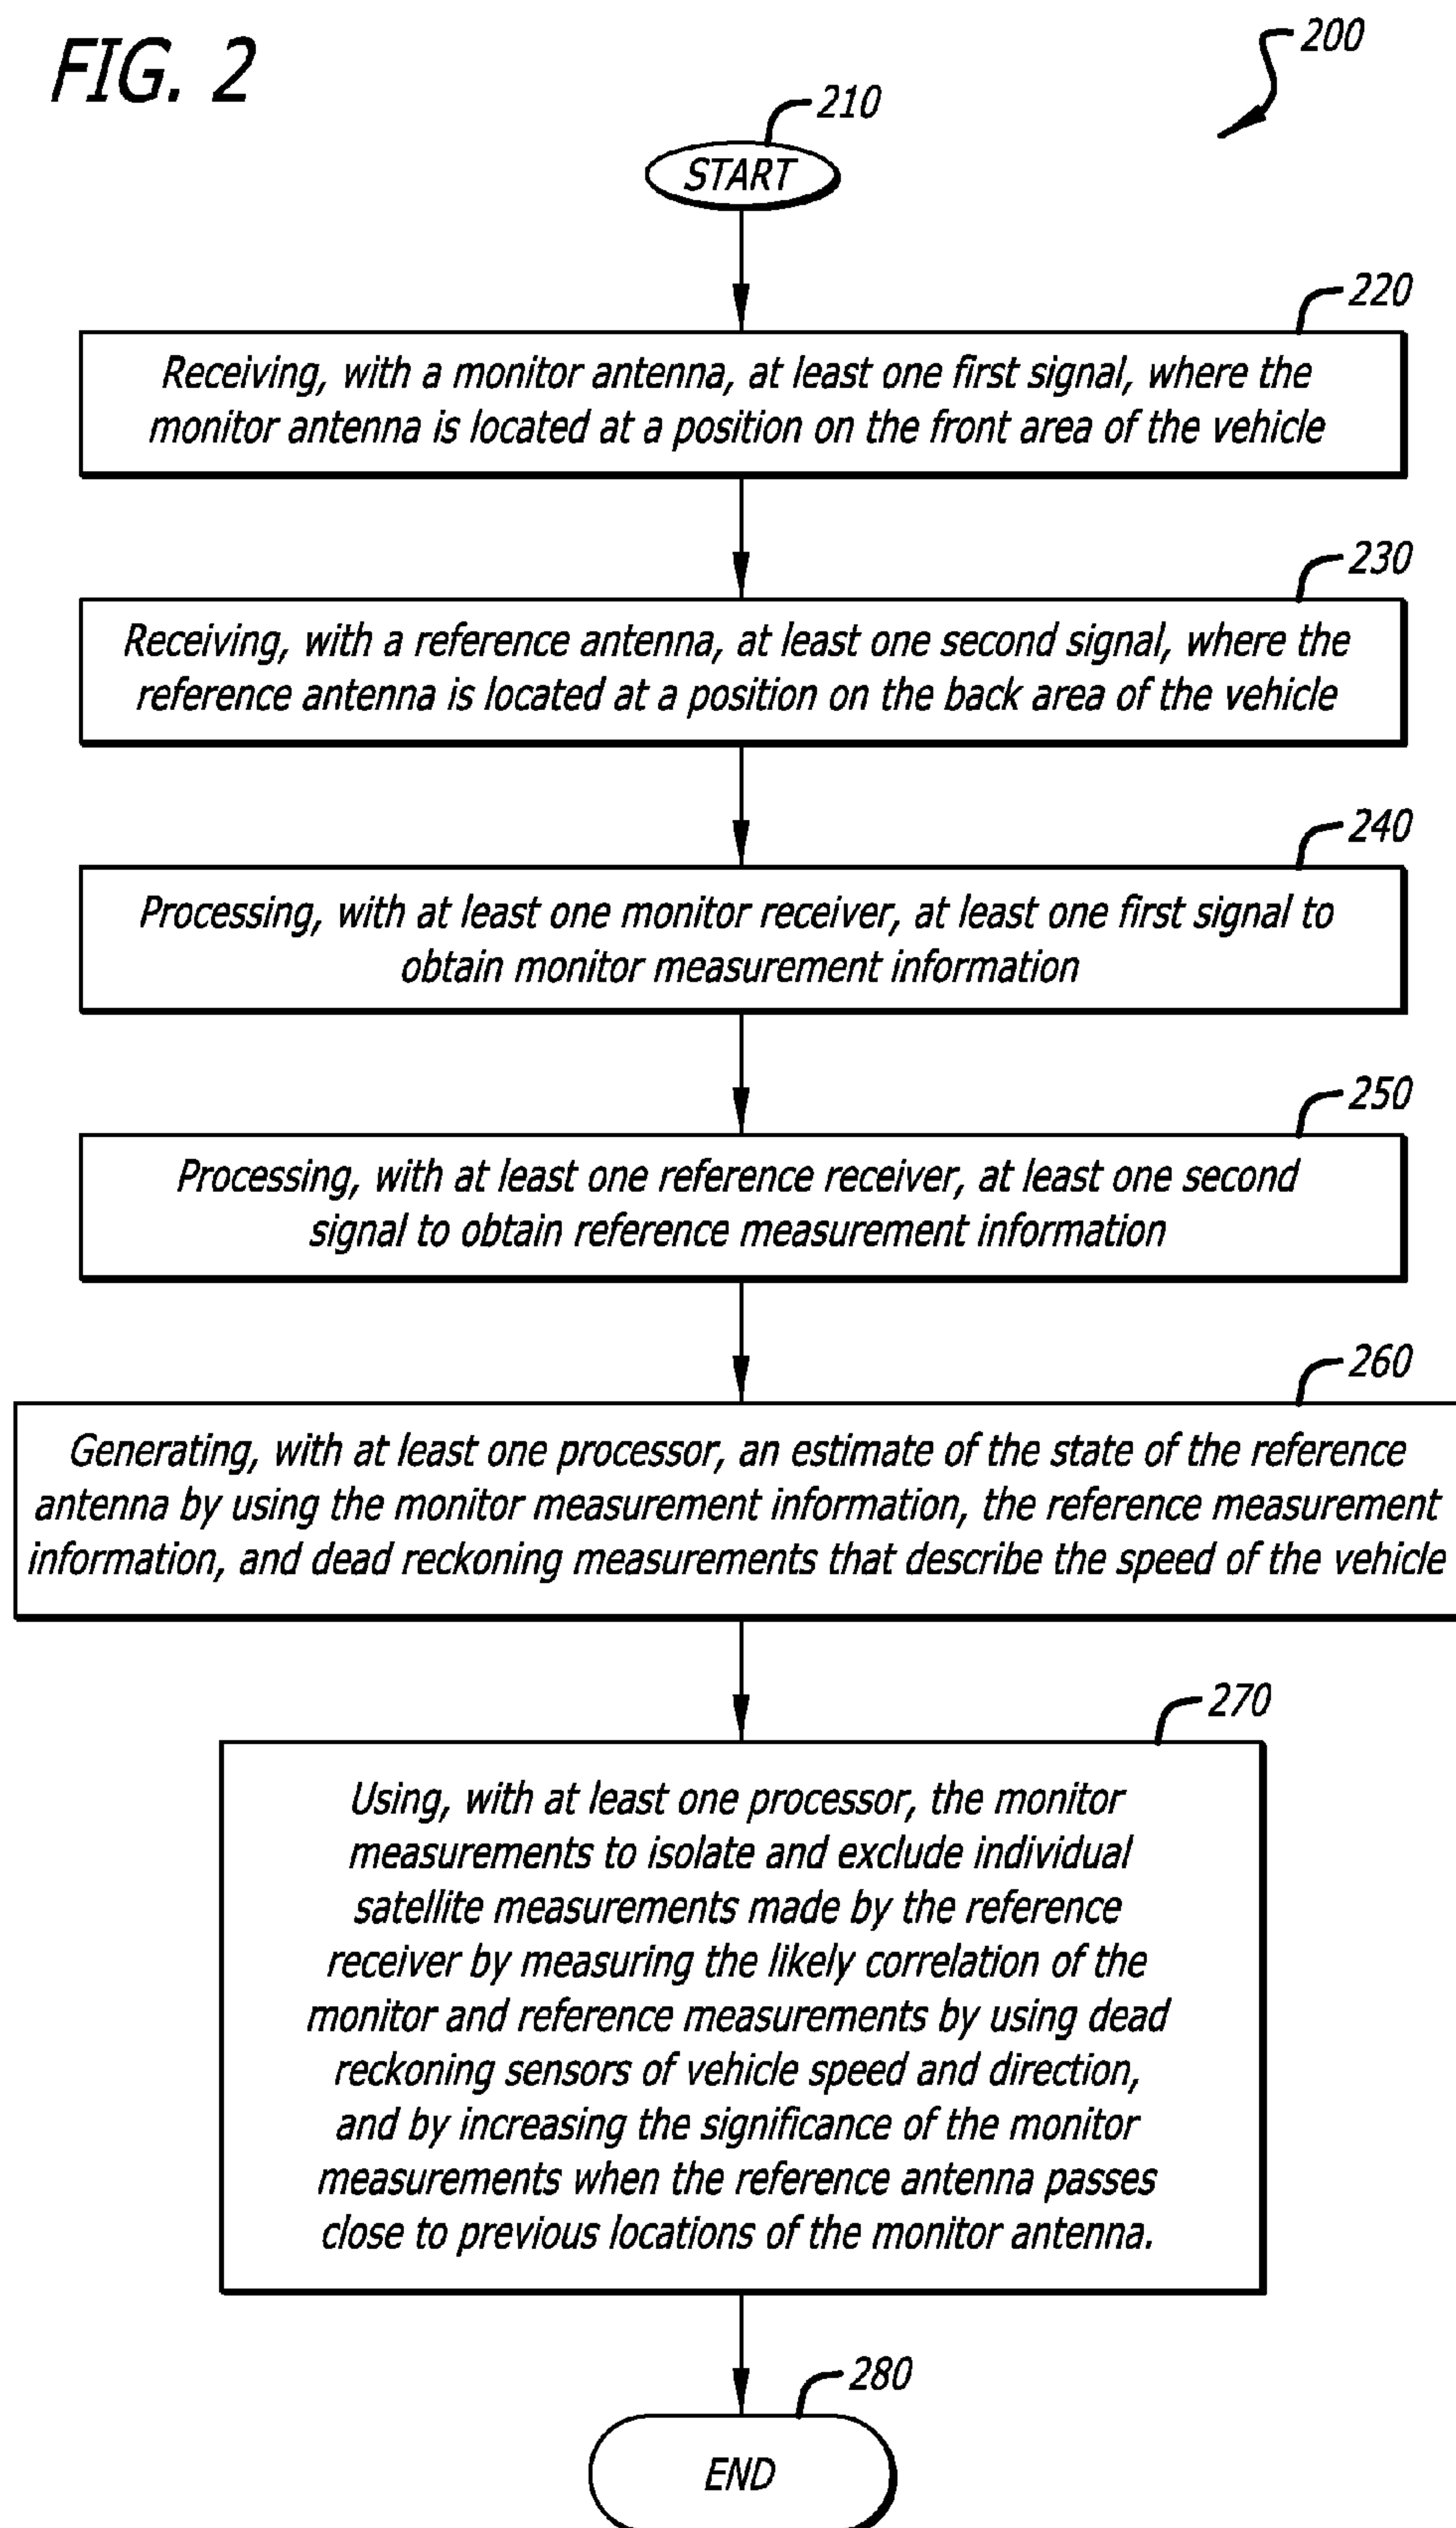 FIG. 2
200
210
START
220
Receiving, with a monitor antenna, at least one first signal, where the
monitor antenna is located at a position on the front area of the vehicle
230
Receiving, with a reference antenna, at least one second signal, where the
reference antenna is located at a position on the back area of the vehicle
240
Processing, with at least one monitor receiver, at least one first signal to
obtain monitor measurement information
250
Processing, with at least one reference receiver, at least one second
signal to obtain reference measurement information
260
Generating, with at least one processor, an estimate of the state of the reference
antenna by using the monitor measurement information, the reference measurement
information, and dead reckoning measurements that describe the speed of the vehicle
270
Using, with at least one processor, the monitor
measurements to isolate and exclude individual
satellite measurements made by the reference
receiver by measuring the likely correlation of the
monitor and reference measurements by using dead
reckoning sensors of vehicle speed and direction,
and by increasing the significance of the monitor
measurements when the reference antenna passes
close to previous locations of the monitor antenna.
280
END